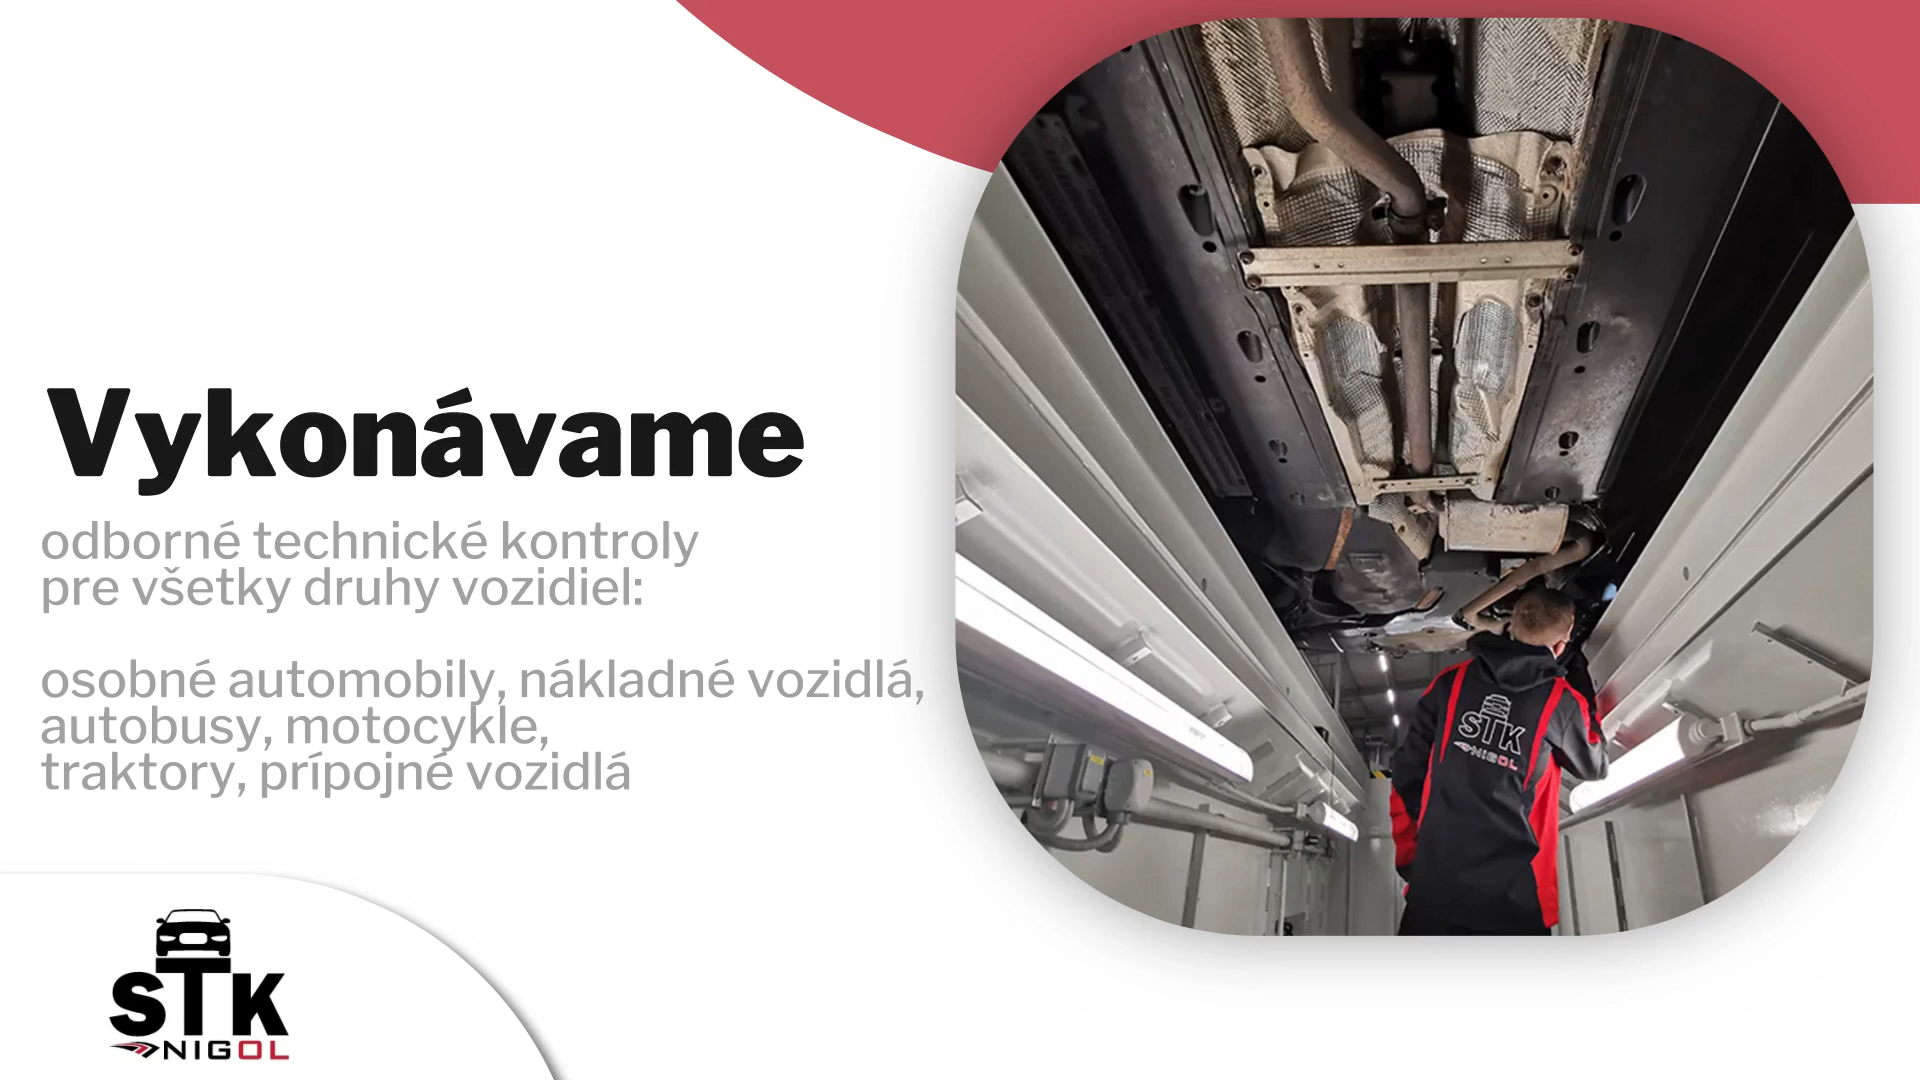 Vykonávame
odborné technické kontroly
pre všetky druhy vozidiel:
osobné automobily, nákladné vozidlá,
autobusy, motocykle,
traktory, prípojné vozidlá
STK
NIGOL
STK
NIGOL